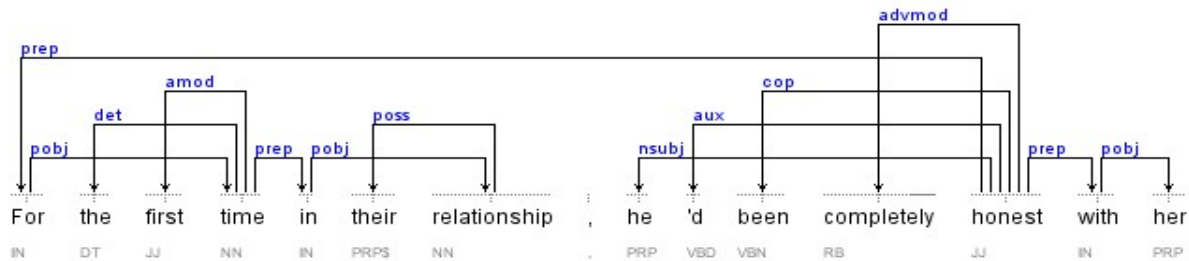 advmod
prep
amod cop
det poss aux
pobj prep pobj nsubj prep pobj
For the first time in their relationship , he 'd been completely honest with her
IN DT JJ NN IN PRP$ NN , PRP VBD VBN RB JJ IN PRP